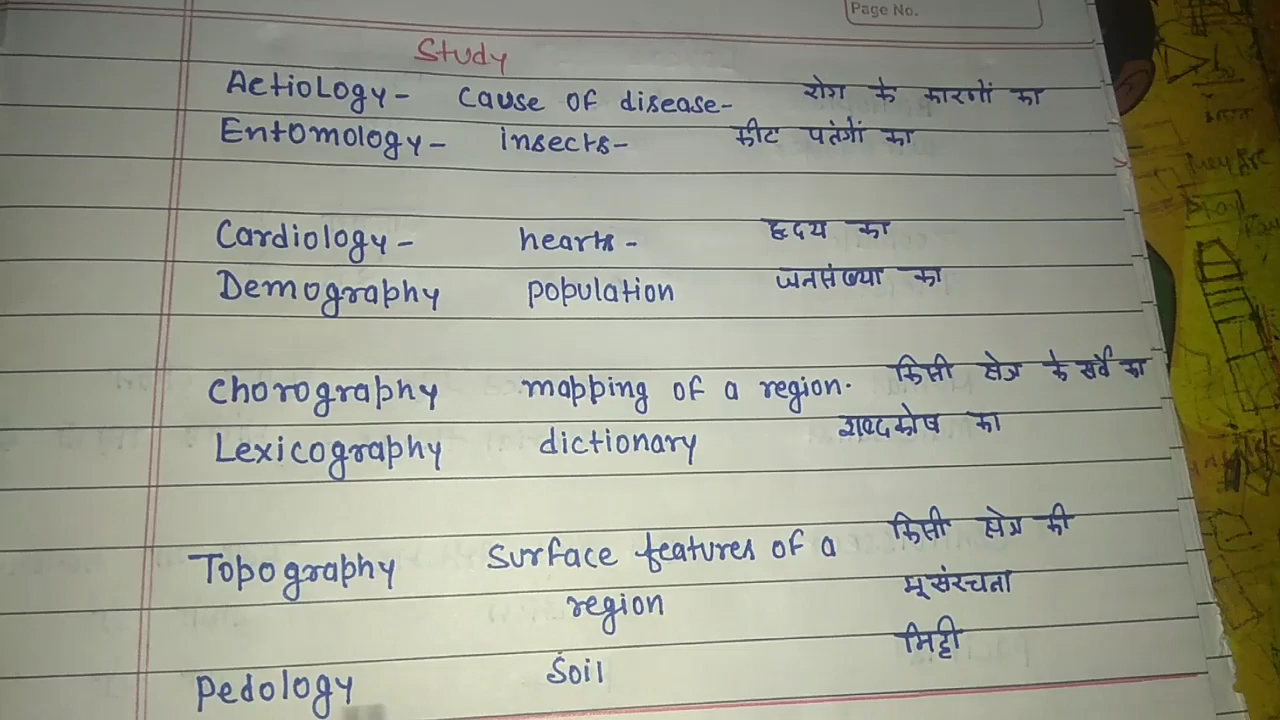 Page No.
Study
Aetiology - cause of disease - रोग के कारणों का
Entomology - insects - कीट पतंगों का
Cardiology - hearts - हृदय का
Demography population जनसंख्या का
Chorography mapping of a region. किसी क्षेत्र के सर्वे का
Lexicography dictionary शब्दकोष का
Topography surface features of a किसी क्षेत्र की
region भूसंरचना
Pedology soil मिट्टी